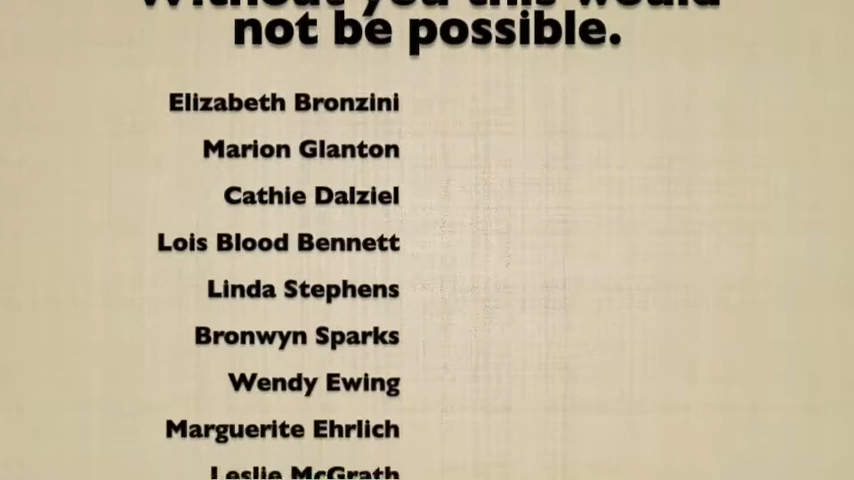 Without you this would
not be possible.
Elizabeth Bronzini
Marion Glanton
Cathie Dalziel
Lois Blood Bennett
Linda Stephens
Bronwyn Sparks
Wendy Ewing
Marguerite Ehrlich
Leslie McGrath